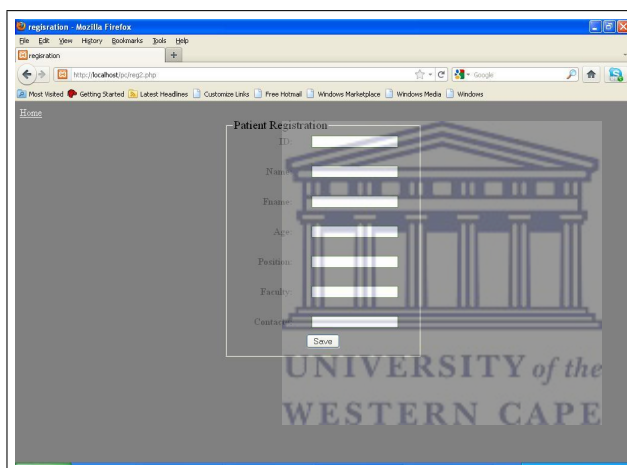 regisration - Mozilla Firefox
File Edit View History Bookmarks Tools Help
regisration
http://localhost/pc/reg2.php
Google
Most Visited Getting Started Latest Headlines Customize Links Free Hotmail Windows Marketplace Windows Media Windows
Home
Patient Registration
ID:
Name:
Fname:
Age:
Position:
Faculty:
Save
UNIVERSITY of the
WESTERN CAPE